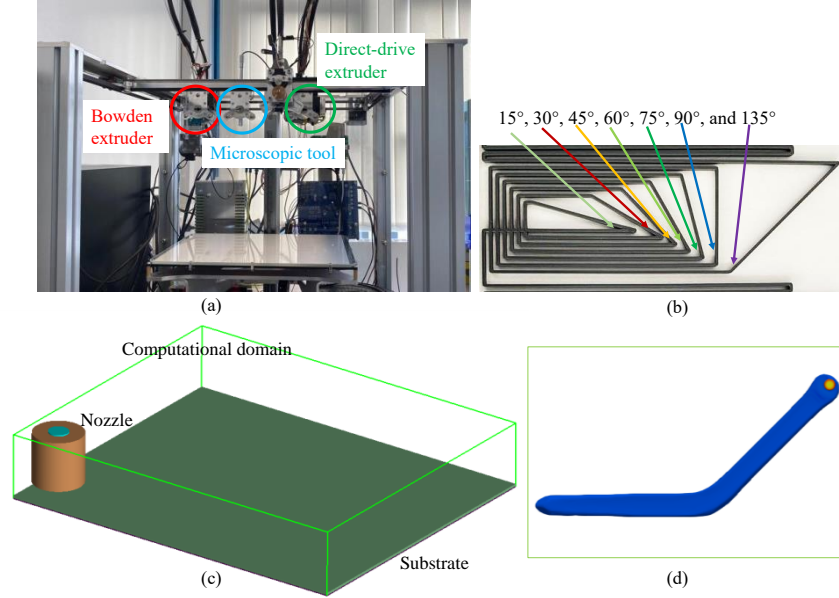 Direct-drive
extruder
Bowden
extruder
Microscopic tool
(a)
15°, 30°, 45°, 60°, 75°, 90°, and 135°
(b)
Computational domain
Nozzle
Substrate
(c)
(d)